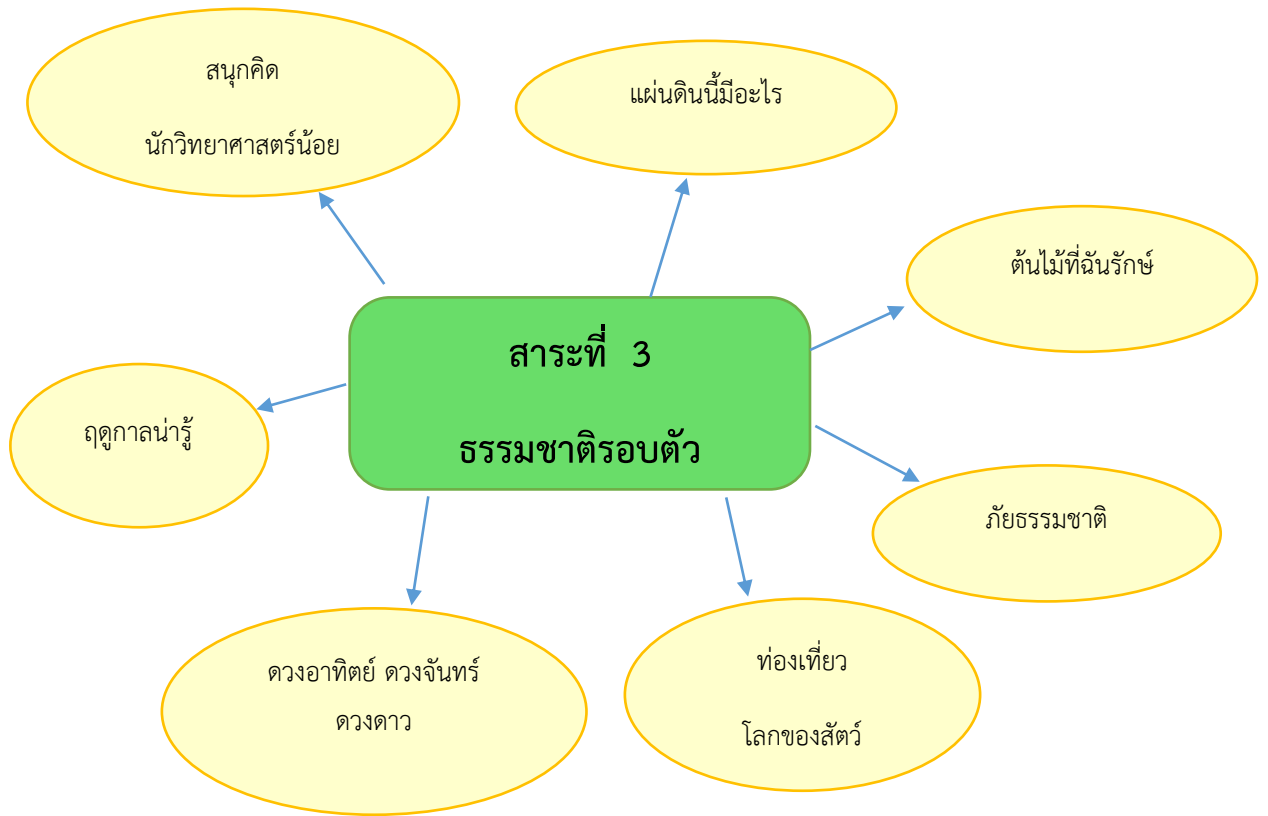 สนุกคิด
นักวิทยาศาสตร์น้อย
แผ่นดินนี้มีอะไร
ต้นไม้ที่ฉันรักษ์
สาระที่ 3
ธรรมชาติรอบตัว
ฤดูกาลน่ารู้
ภัยธรรมชาติ
ดวงอาทิตย์ ดวงจันทร์
ดวงดาว
ท่องเที่ยว
โลกของสัตว์